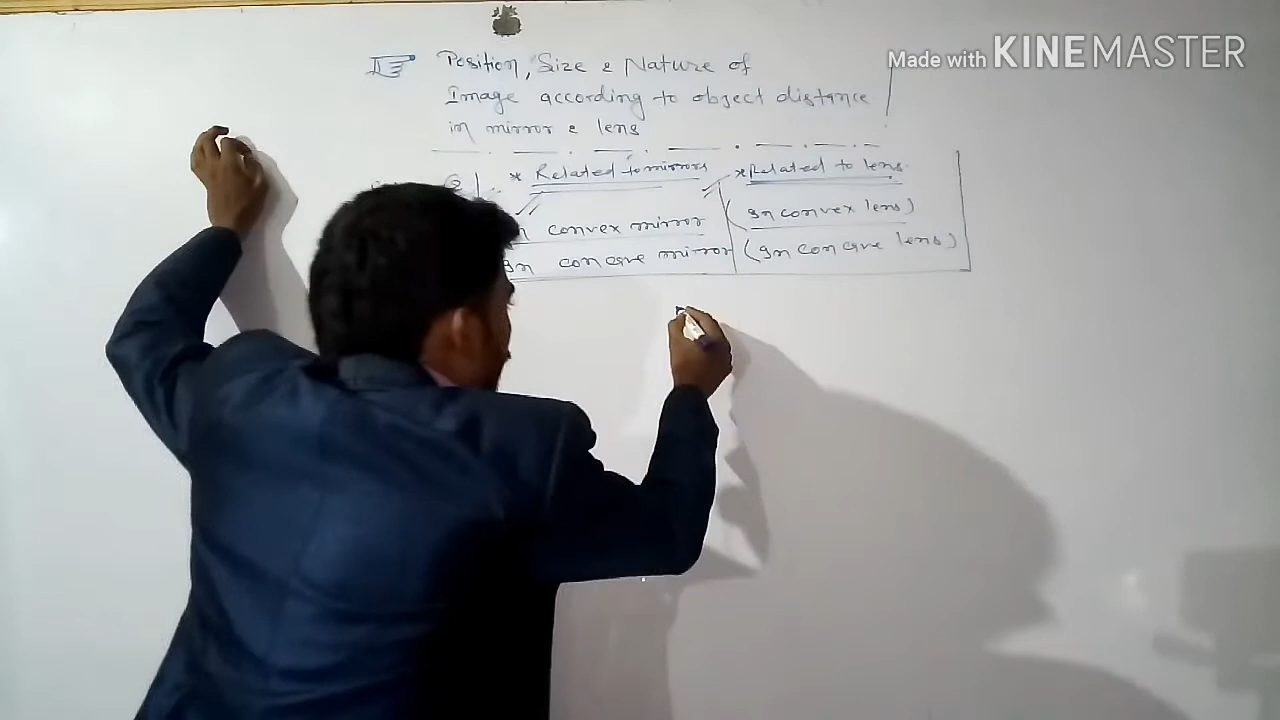 Made with KINEMASTER
Position, Size & Nature of
Image according to object distance
in mirror & lens
* Related to mirrors
* Related to lens.
convex mirror
In concave mirror
(In convex lens)
(In concave lens)